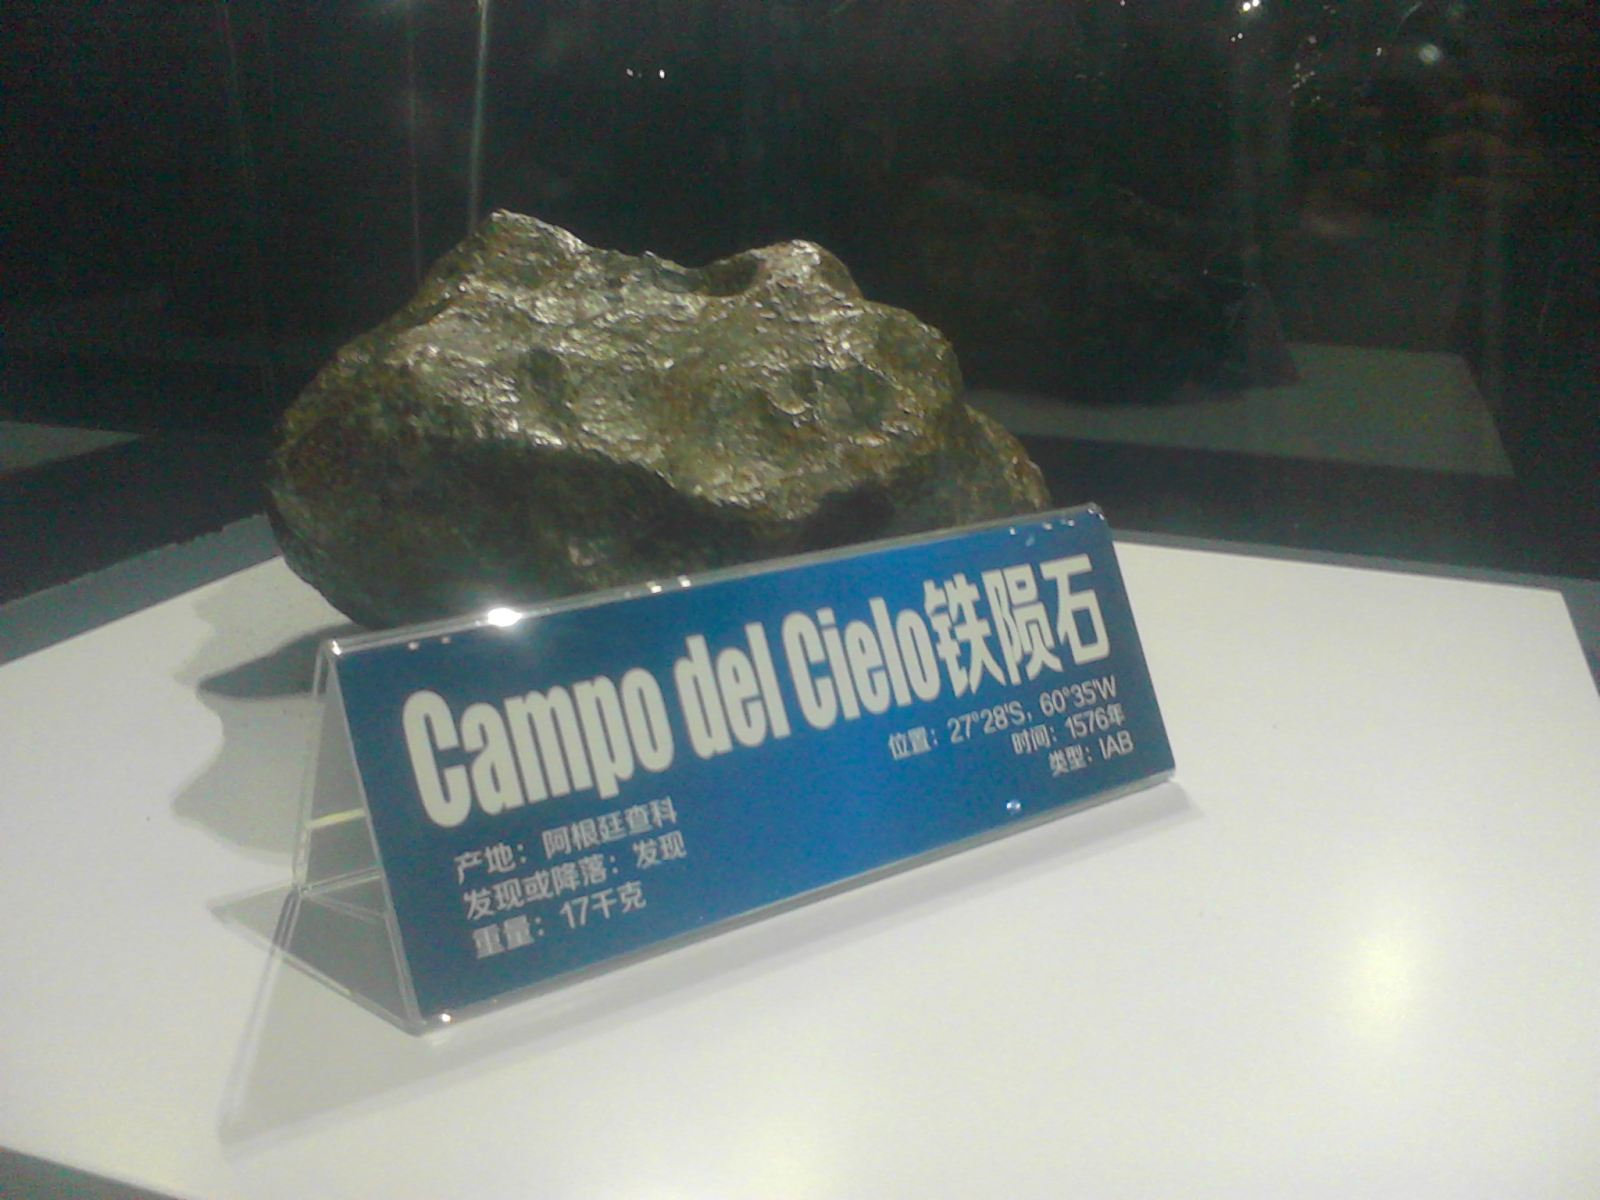 Campo del Cielo铁陨石
位置：27°28'S，60°35'W
时间：1576年
类型：IAB
产地：阿根廷查科
发现或降落：发现
重量：17千克